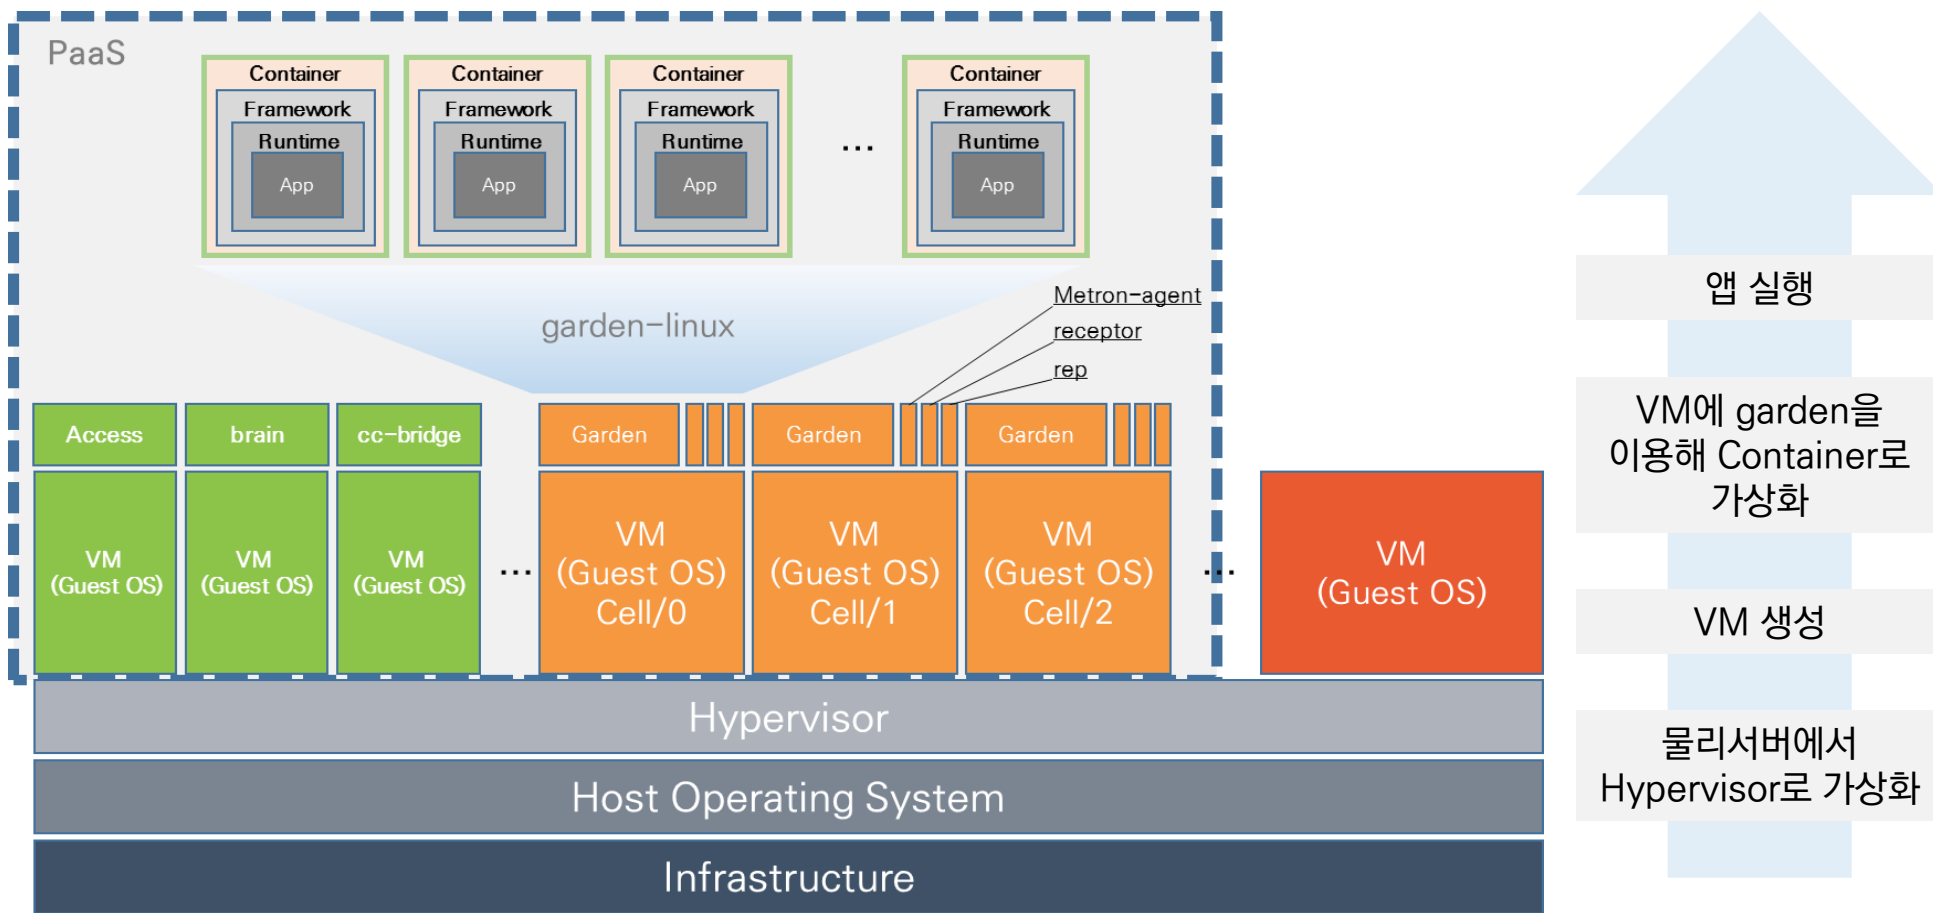 PaaS
Container
Framework
Runtime
App
Container
Framework
Runtime
App
Container
Framework
Runtime
App
...
Container
Framework
Runtime
App
garden-linux
Metron-agent
receptor
rep
Access
brain
cc-bridge
Garden
Garden
Garden
VM
(Guest OS)
VM
(Guest OS)
VM
(Guest OS)
...
VM
(Guest OS)
Cell/0
VM
(Guest OS)
Cell/1
VM
(Guest OS)
Cell/2
...
VM
(Guest OS)
Hypervisor
Host Operating System
Infrastructure
앱 실행
VM에 garden을
이용해 Container로
가상화
VM 생성
물리서버에서
Hypervisor로 가상화